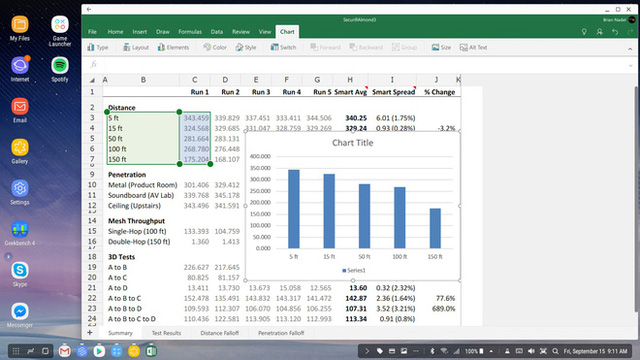 SecurifiAlmond3
Brian Nadel
File Home Insert Draw Formulas Data Review View Chart
Type Layout Elements Color Style Switch Forward Backward Group Size Alt Text
fx
A B C D E F G H I J K
1 Run 1 Run 2 Run 3 Run 4 Run 5 Smart Avg Smart Spread % Change
2 Distance
3 5 ft 343.459 339.829 337.451 333.411 347.089 340.25 6.01 (1.75%)
4 15 ft 324.568 329.685 331.047 328.759 329.269 329.24 0.93 (0.28%) -3.2%
5 50 ft 281.664 283.131
6 100 ft 268.780 276.448
7 150 ft 175.204 168.107
Chart Title
400.000
350.000
300.000
250.000
200.000
150.000
100.000
50.000
0.000
5 ft 15 ft 50 ft 100 ft 150 ft
Series1
9 Penetration
10 Metal (Product Room) 301.406 329.412
11 Soundboard (AV Lab) 339.768 345.178
12 Ceiling (Upstairs) 343.496 341.591
14 Mesh Throughput
15 Single-Hop (100 ft) 133.393 104.759
16 Double-Hop (100 ft) 1.360 1.413
18 3D Tests
19 A to B 226.627 217.645
20 A to C 80.825 81.157
21 A to D 13.411 13.730 13.673 15.058 12.565 13.60 0.32 (2.32%)
22 A to B to C 152.478 135.491 143.832 143.317 141.472 142.87 2.36 (1.64%) 77.6%
23 A to B to D 109.929 112.307 106.070 104.856 106.255 107.31 3.52 (3.21%) 689.0%
24 A to B to C to D 110.436 122.581 113.905 113.120 112.993 113.34 0.91 (0.8%)
Summary Test Results Distance Falloff Penetration Falloff
My Files
Game
Launcher
Internet
Spotify
Email
Gallery
Settings
Geekbench 4
Skype
Messenger
100% Fri, September 15 9:11 AM